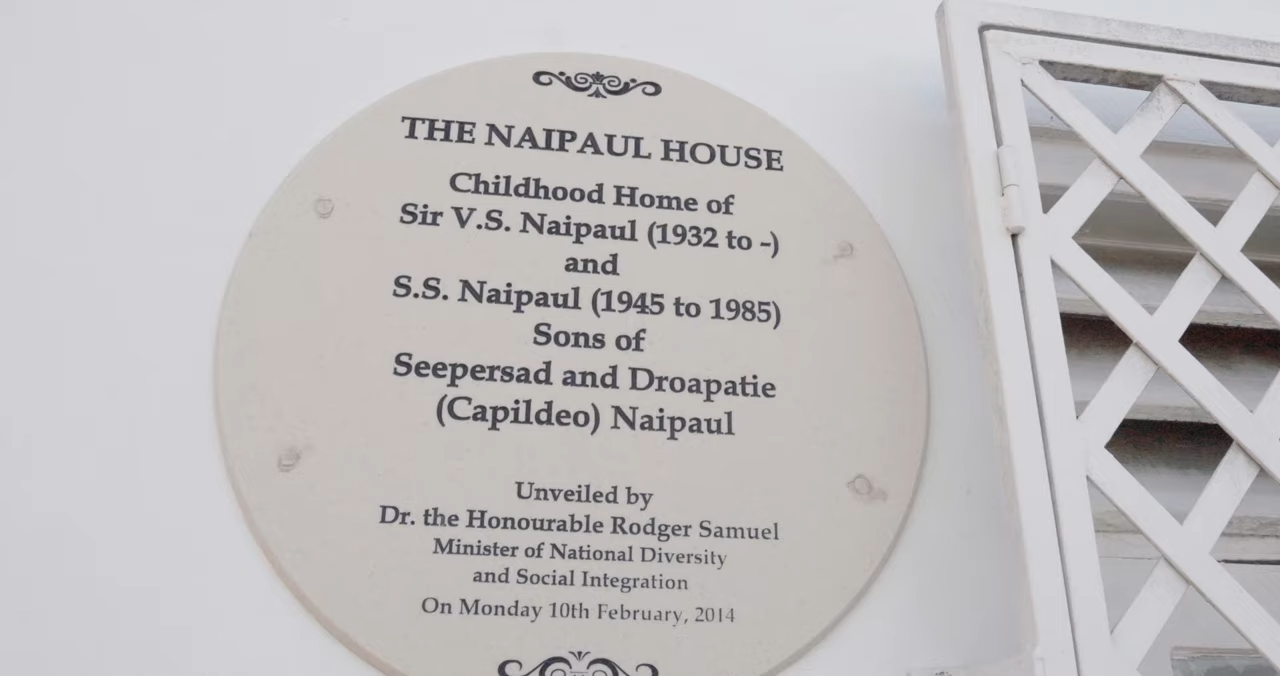 THE NAIPAUL HOUSE
Childhood Home of
Sir V.S. Naipaul (1932 to -)
and
S.S. Naipaul (1945 to 1985)
Sons of
Seepersad and Droapatie
(Capildeo) Naipaul
Unveiled by
Dr. the Honourable Rodger Samuel
Minister of National Diversity
and Social Integration
On Monday 10th February, 2014